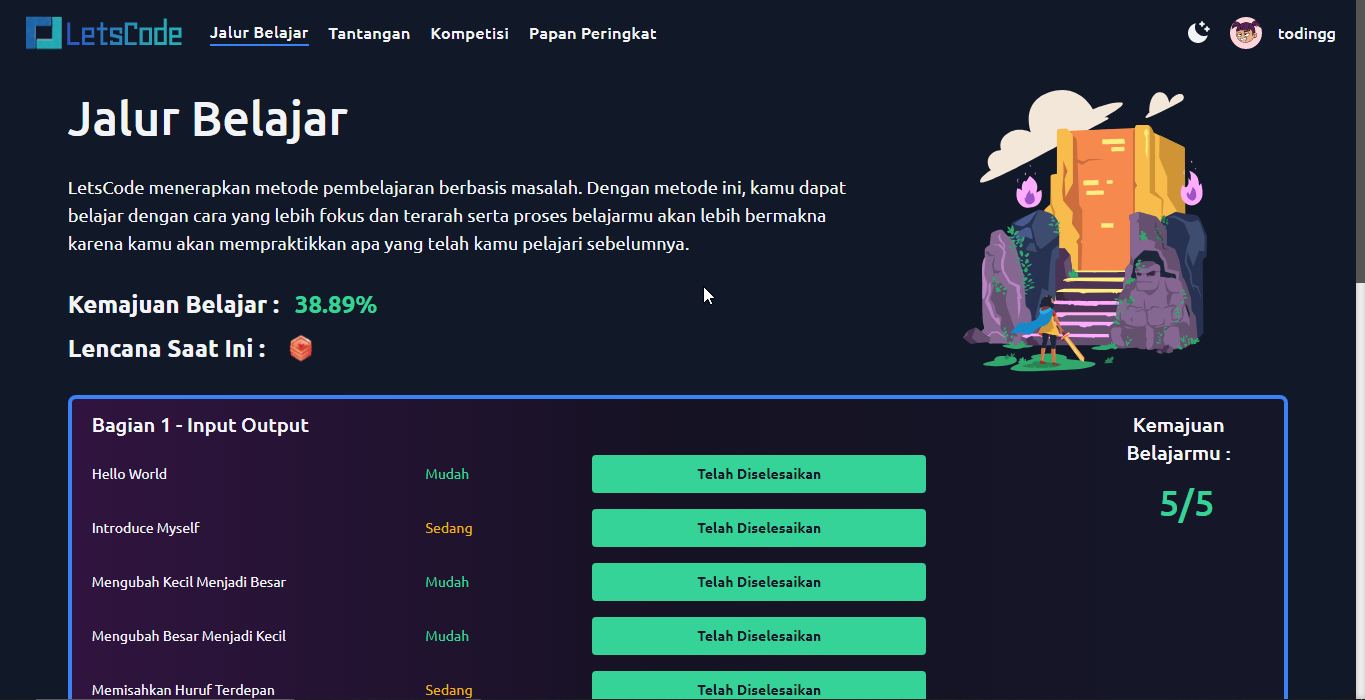 LetsCode Jalur Belajar Tantangan Kompetisi Papan Peringkat todingg
Jalur Belajar
LetsCode menerapkan metode pembelajaran berbasis masalah. Dengan metode ini, kamu dapat
belajar dengan cara yang lebih fokus dan terarah serta proses belajarmu akan lebih bermakna
karena kamu akan mempraktikkan apa yang telah kamu pelajari sebelumnya.
Kemajuan Belajar : 38.89%
Lencana Saat Ini :
Bagian 1 - Input Output
Kemajuan
Belajarmu :
5/5
Hello World Mudah Telah Diselesaikan
Introduce Myself Sedang Telah Diselesaikan
Mengubah Kecil Menjadi Besar Mudah Telah Diselesaikan
Mengubah Besar Menjadi Kecil Mudah Telah Diselesaikan
Memisahkan Huruf Terdepan Sedang Telah Diselesaikan